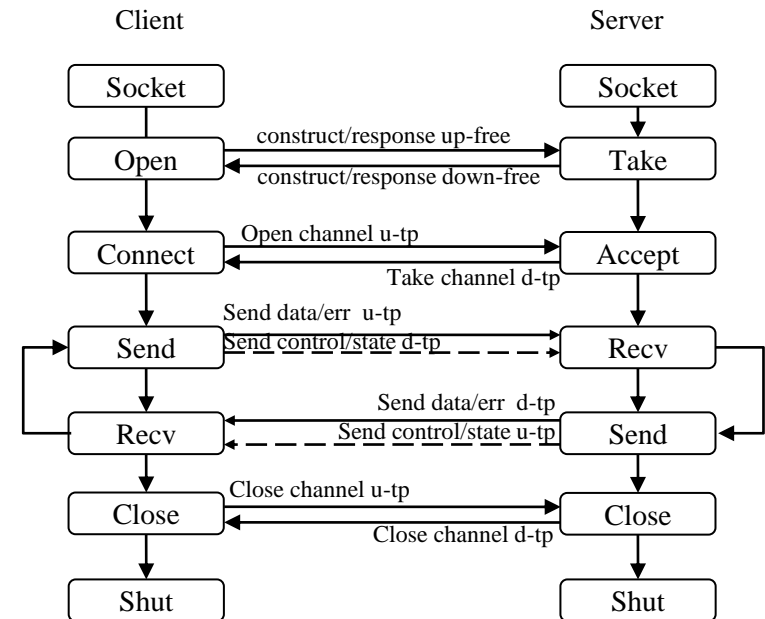 Client Server
Socket Socket
construct/response up-free
Open Take
construct/response down-free
Open channel u-tp
Connect Accept
Take channel d-tp
Send data/err u-tp
Send control/state d-tp
Send Recv
Send data/err d-tp
Send control/state u-tp
Recv Send
Close channel u-tp
Close Close
Close channel d-tp
Shut Shut